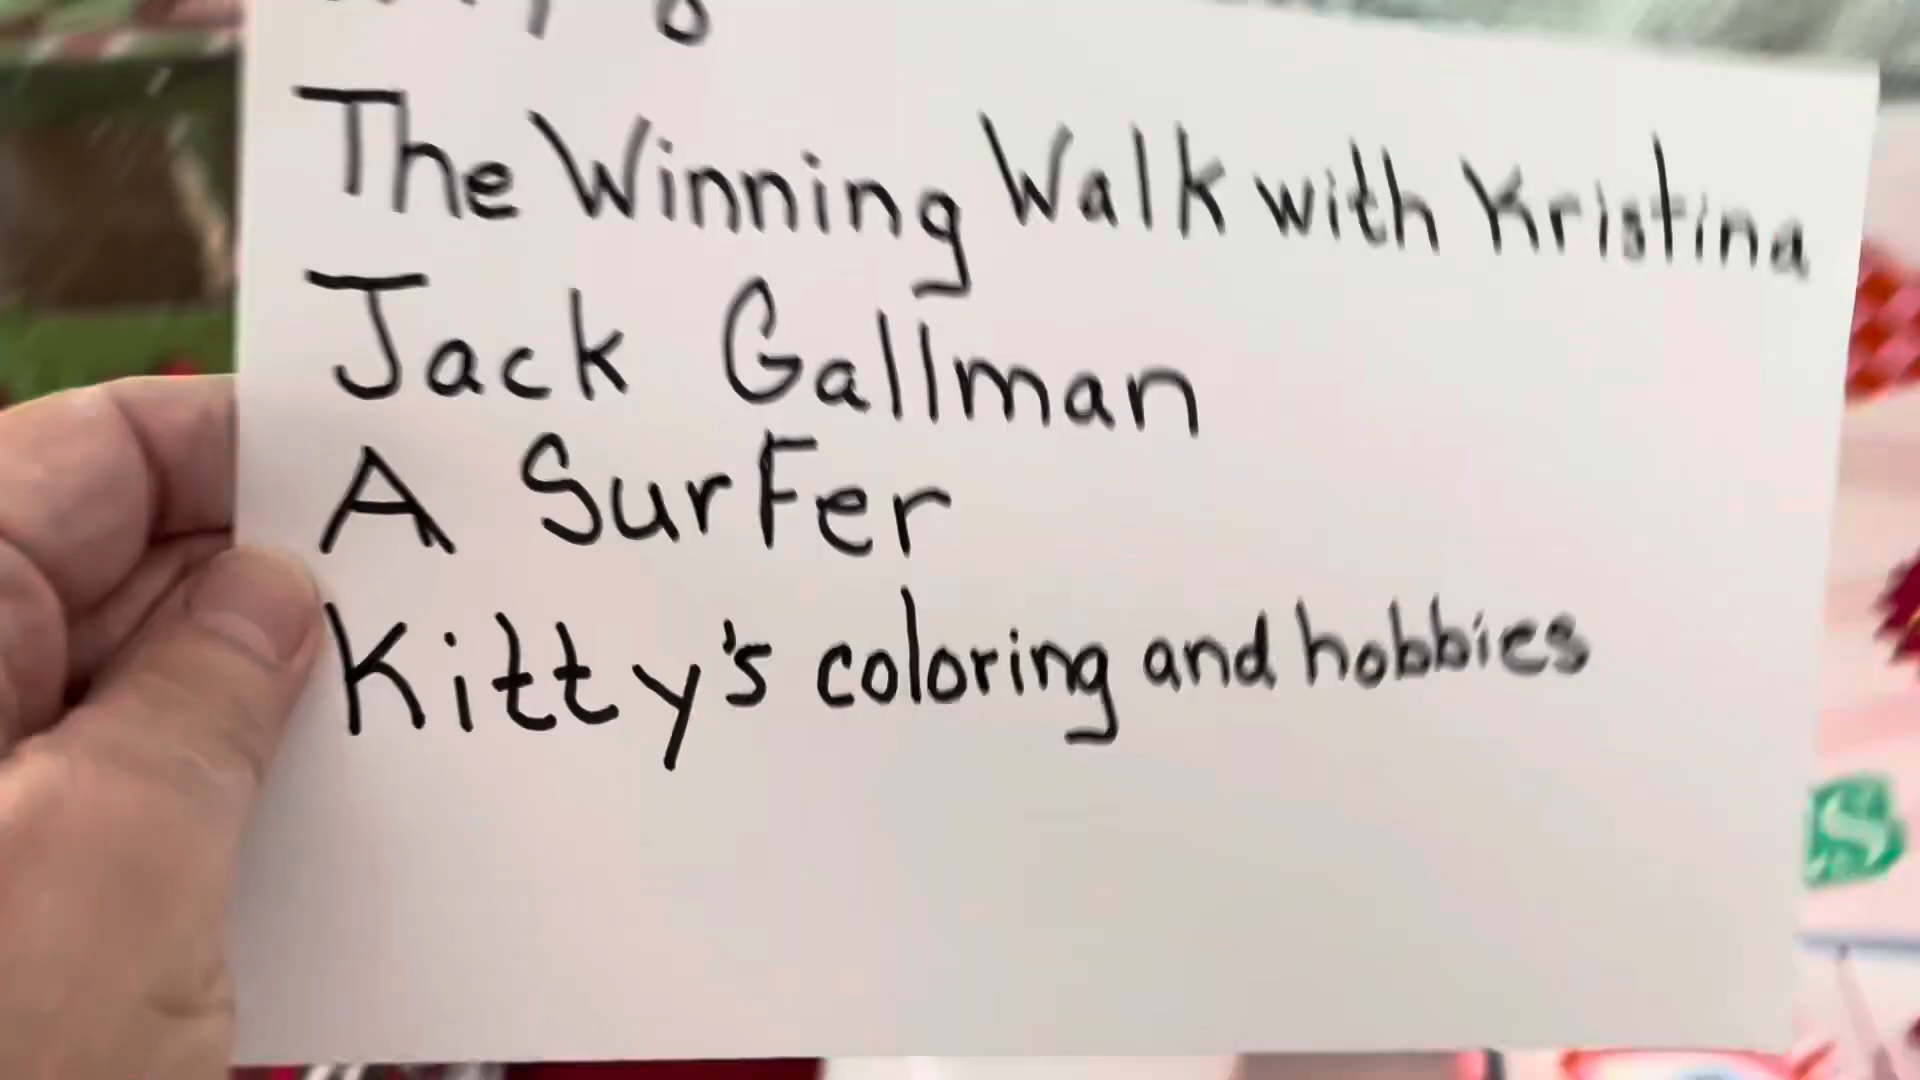 The Winning Walk with Kristina
Jack Gallman
A Surfer
Kitty's coloring and hobbies